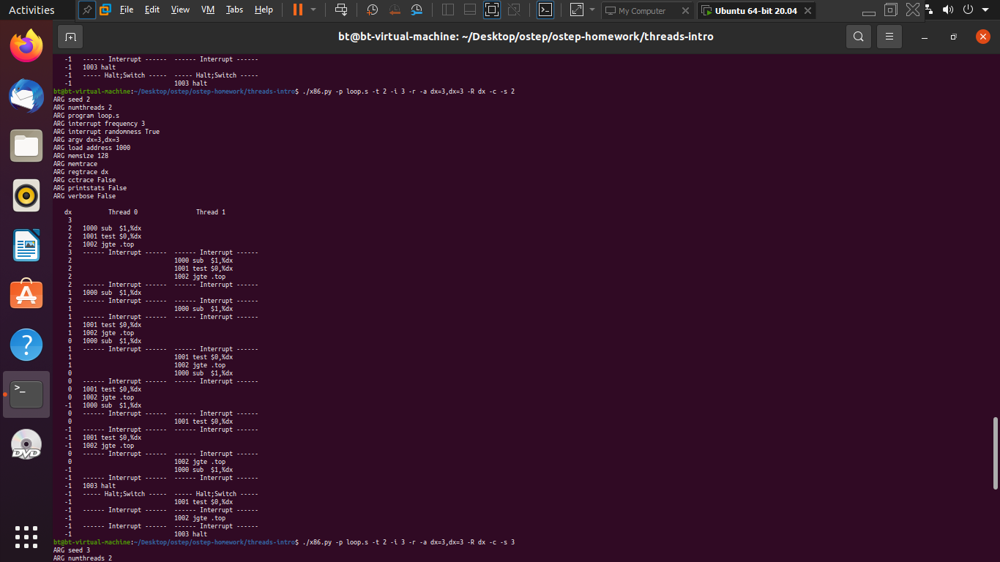 Activities File Edit View VM Tabs Help My Computer Ubuntu 64-bit 20.04
bt@bt-virtual-machine: ~/Desktop/ostep/ostep-homework/threads-intro
-1 ------ Interrupt ------ ------ Interrupt ------
-1 1003 halt
-1 ----- Halt;Switch ----- ----- Halt;Switch -----
-1 1003 halt
bt@bt-virtual-machine:~/Desktop/ostep/ostep-homework/threads-intro$ ./x86.py -p loop.s -t 2 -i 3 -r -a dx=3,dx=3 -R dx -c -s 2
ARG seed 2
ARG numthreads 2
ARG program loop.s
ARG interrupt frequency 3
ARG interrupt randomness True
ARG argv dx=3,dx=3
ARG load address 1000
ARG memsize 128
ARG memtrace
ARG regtrace dx
ARG cctrace False
ARG printstats False
ARG verbose False
dx Thread 0 Thread 1
3
2 1000 sub $1,%dx
2 1001 test $0,%dx
2 1002 jgte .top
3 ------ Interrupt ------ ------ Interrupt ------
2 1000 sub $1,%dx
2 1001 test $0,%dx
2 1002 jgte .top
2 ------ Interrupt ------ ------ Interrupt ------
1 1000 sub $1,%dx
2 ------ Interrupt ------ ------ Interrupt ------
1 1000 sub $1,%dx
1 ------ Interrupt ------ ------ Interrupt ------
1 1001 test $0,%dx
1 1002 jgte .top
0 1000 sub $1,%dx
1 ------ Interrupt ------ ------ Interrupt ------
1 1001 test $0,%dx
1 1002 jgte .top
0 1000 sub $1,%dx
0 ------ Interrupt ------ ------ Interrupt ------
0 1001 test $0,%dx
0 1002 jgte .top
-1 1000 sub $1,%dx
0 ------ Interrupt ------ ------ Interrupt ------
0 1001 test $0,%dx
-1 ------ Interrupt ------ ------ Interrupt ------
-1 1001 test $0,%dx
-1 1002 jgte .top
0 ------ Interrupt ------ ------ Interrupt ------
0 1002 jgte .top
-1 1000 sub $1,%dx
-1 ------ Interrupt ------ ------ Interrupt ------
-1 1003 halt
-1 ----- Halt;Switch ----- ----- Halt;Switch -----
-1 1001 test $0,%dx
-1 ------ Interrupt ------ ------ Interrupt ------
-1 1002 jgte .top
-1 ------ Interrupt ------ ------ Interrupt ------
-1 1003 halt
bt@bt-virtual-machine:~/Desktop/ostep/ostep-homework/threads-intro$ ./x86.py -p loop.s -t 2 -i 3 -r -a dx=3,dx=3 -R dx -c -s 3
ARG seed 3
ARG numthreads 2
>_
?
DVD